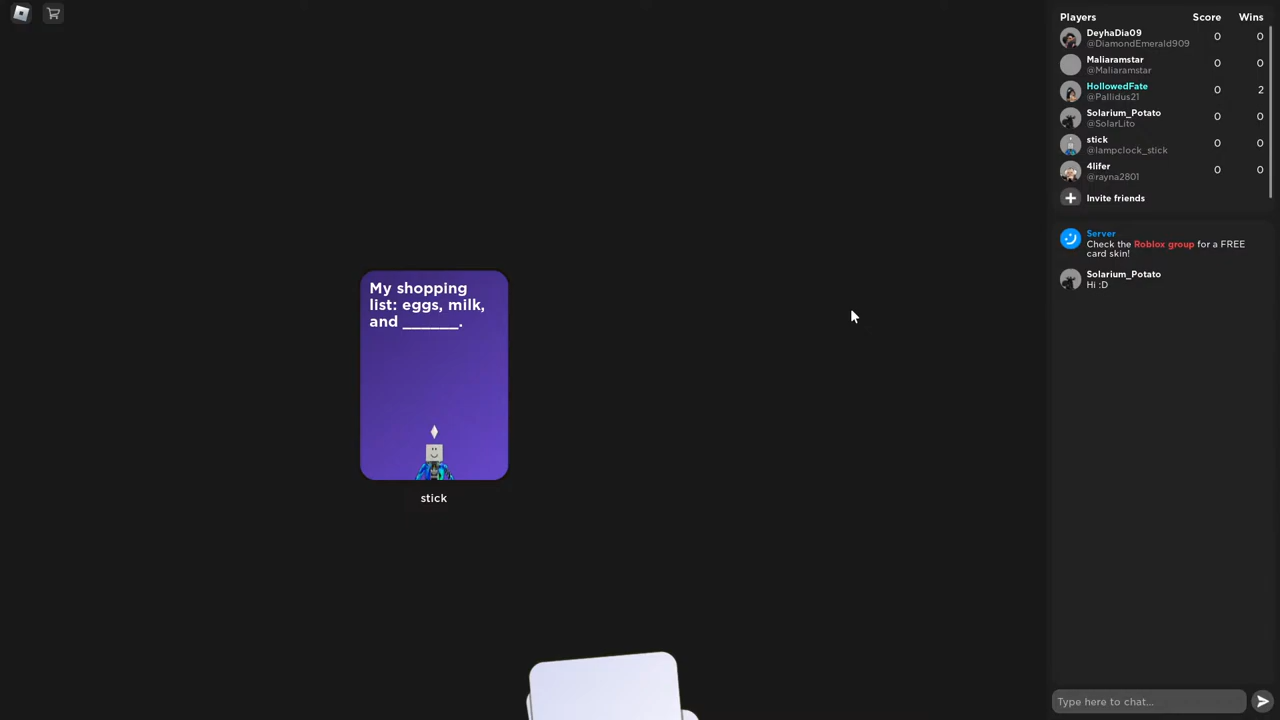 Players Score Wins
DeyhaDia09
@DiamondEmerald909 0 0
Maliaramstar
@Maliaramstar 0 0
HollowedFate
@Pallidus21 0 2
Solarium_Potato
@SolarLito 0 0
stick
@lampclock_stick 0 0
4lifer
@rayna2801 0 0
Invite friends
Server
Check the Roblox group for a FREE
card skin!
Solarium_Potato
Hi :D
My shopping
list: eggs, milk,
and ______.
stick
Type here to chat...